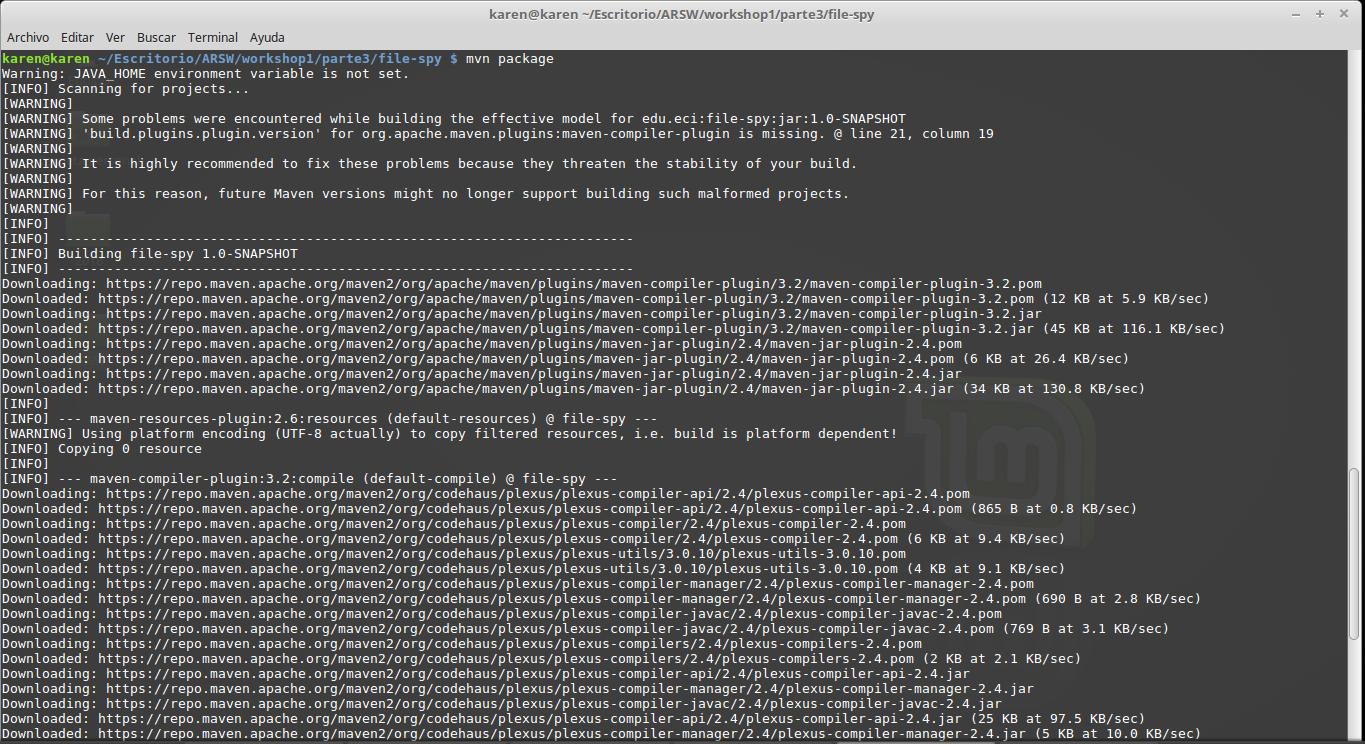 karen@karen ~/Escritorio/ARSW/workshop1/parte3/file-spy
Archivo Editar Ver Buscar Terminal Ayuda
karen@karen ~/Escritorio/ARSW/workshop1/parte3/file-spy $ mvn package
Warning: JAVA_HOME environment variable is not set.
[INFO] Scanning for projects...
[WARNING]
[WARNING] Some problems were encountered while building the effective model for edu.eci:file-spy:jar:1.0-SNAPSHOT
[WARNING] 'build.plugins.plugin.version' for org.apache.maven.plugins:maven-compiler-plugin is missing. @ line 21, column 19
[WARNING]
[WARNING] It is highly recommended to fix these problems because they threaten the stability of your build.
[WARNING]
[WARNING] For this reason, future Maven versions might no longer support building such malformed projects.
[WARNING]
[INFO]
[INFO] ------------------------------------------------------------------------
[INFO] Building file-spy 1.0-SNAPSHOT
[INFO] ------------------------------------------------------------------------
Downloading: https://repo.maven.apache.org/maven2/org/apache/maven/plugins/maven-compiler-plugin/3.2/maven-compiler-plugin-3.2.pom
Downloaded: https://repo.maven.apache.org/maven2/org/apache/maven/plugins/maven-compiler-plugin/3.2/maven-compiler-plugin-3.2.pom (12 KB at 5.9 KB/sec)
Downloading: https://repo.maven.apache.org/maven2/org/apache/maven/plugins/maven-compiler-plugin/3.2/maven-compiler-plugin-3.2.jar
Downloaded: https://repo.maven.apache.org/maven2/org/apache/maven/plugins/maven-compiler-plugin/3.2/maven-compiler-plugin-3.2.jar (45 KB at 116.1 KB/sec)
Downloading: https://repo.maven.apache.org/maven2/org/apache/maven/plugins/maven-jar-plugin/2.4/maven-jar-plugin-2.4.pom
Downloaded: https://repo.maven.apache.org/maven2/org/apache/maven/plugins/maven-jar-plugin/2.4/maven-jar-plugin-2.4.pom (6 KB at 26.4 KB/sec)
Downloading: https://repo.maven.apache.org/maven2/org/apache/maven/plugins/maven-jar-plugin/2.4/maven-jar-plugin-2.4.jar
Downloaded: https://repo.maven.apache.org/maven2/org/apache/maven/plugins/maven-jar-plugin/2.4/maven-jar-plugin-2.4.jar (34 KB at 130.8 KB/sec)
[INFO]
[INFO] --- maven-resources-plugin:2.6:resources (default-resources) @ file-spy ---
[WARNING] Using platform encoding (UTF-8 actually) to copy filtered resources, i.e. build is platform dependent!
[INFO] Copying 0 resource
[INFO]
[INFO] --- maven-compiler-plugin:3.2:compile (default-compile) @ file-spy ---
Downloading: https://repo.maven.apache.org/maven2/org/codehaus/plexus/plexus-compiler-api/2.4/plexus-compiler-api-2.4.pom
Downloaded: https://repo.maven.apache.org/maven2/org/codehaus/plexus/plexus-compiler-api/2.4/plexus-compiler-api-2.4.pom (865 B at 0.8 KB/sec)
Downloading: https://repo.maven.apache.org/maven2/org/codehaus/plexus/plexus-compiler/2.4/plexus-compiler-2.4.pom
Downloaded: https://repo.maven.apache.org/maven2/org/codehaus/plexus/plexus-compiler/2.4/plexus-compiler-2.4.pom (6 KB at 9.4 KB/sec)
Downloading: https://repo.maven.apache.org/maven2/org/codehaus/plexus/plexus-utils/3.0.10/plexus-utils-3.0.10.pom
Downloaded: https://repo.maven.apache.org/maven2/org/codehaus/plexus/plexus-utils/3.0.10/plexus-utils-3.0.10.pom (4 KB at 9.1 KB/sec)
Downloading: https://repo.maven.apache.org/maven2/org/codehaus/plexus/plexus-compiler-manager/2.4/plexus-compiler-manager-2.4.pom
Downloaded: https://repo.maven.apache.org/maven2/org/codehaus/plexus/plexus-compiler-manager/2.4/plexus-compiler-manager-2.4.pom (690 B at 2.8 KB/sec)
Downloading: https://repo.maven.apache.org/maven2/org/codehaus/plexus/plexus-compiler-javac/2.4/plexus-compiler-javac-2.4.pom
Downloaded: https://repo.maven.apache.org/maven2/org/codehaus/plexus/plexus-compiler-javac/2.4/plexus-compiler-javac-2.4.pom (769 B at 3.1 KB/sec)
Downloading: https://repo.maven.apache.org/maven2/org/codehaus/plexus/plexus-compilers/2.4/plexus-compilers-2.4.pom
Downloaded: https://repo.maven.apache.org/maven2/org/codehaus/plexus/plexus-compilers/2.4/plexus-compilers-2.4.pom (2 KB at 2.1 KB/sec)
Downloading: https://repo.maven.apache.org/maven2/org/codehaus/plexus/plexus-compiler-api/2.4/plexus-compiler-api-2.4.jar
Downloading: https://repo.maven.apache.org/maven2/org/codehaus/plexus/plexus-compiler-manager/2.4/plexus-compiler-manager-2.4.jar
Downloading: https://repo.maven.apache.org/maven2/org/codehaus/plexus/plexus-compiler-javac/2.4/plexus-compiler-javac-2.4.jar
Downloaded: https://repo.maven.apache.org/maven2/org/codehaus/plexus/plexus-compiler-api/2.4/plexus-compiler-api-2.4.jar (25 KB at 97.5 KB/sec)
Downloaded: https://repo.maven.apache.org/maven2/org/codehaus/plexus/plexus-compiler-manager/2.4/plexus-compiler-manager-2.4.jar (5 KB at 10.0 KB/sec)